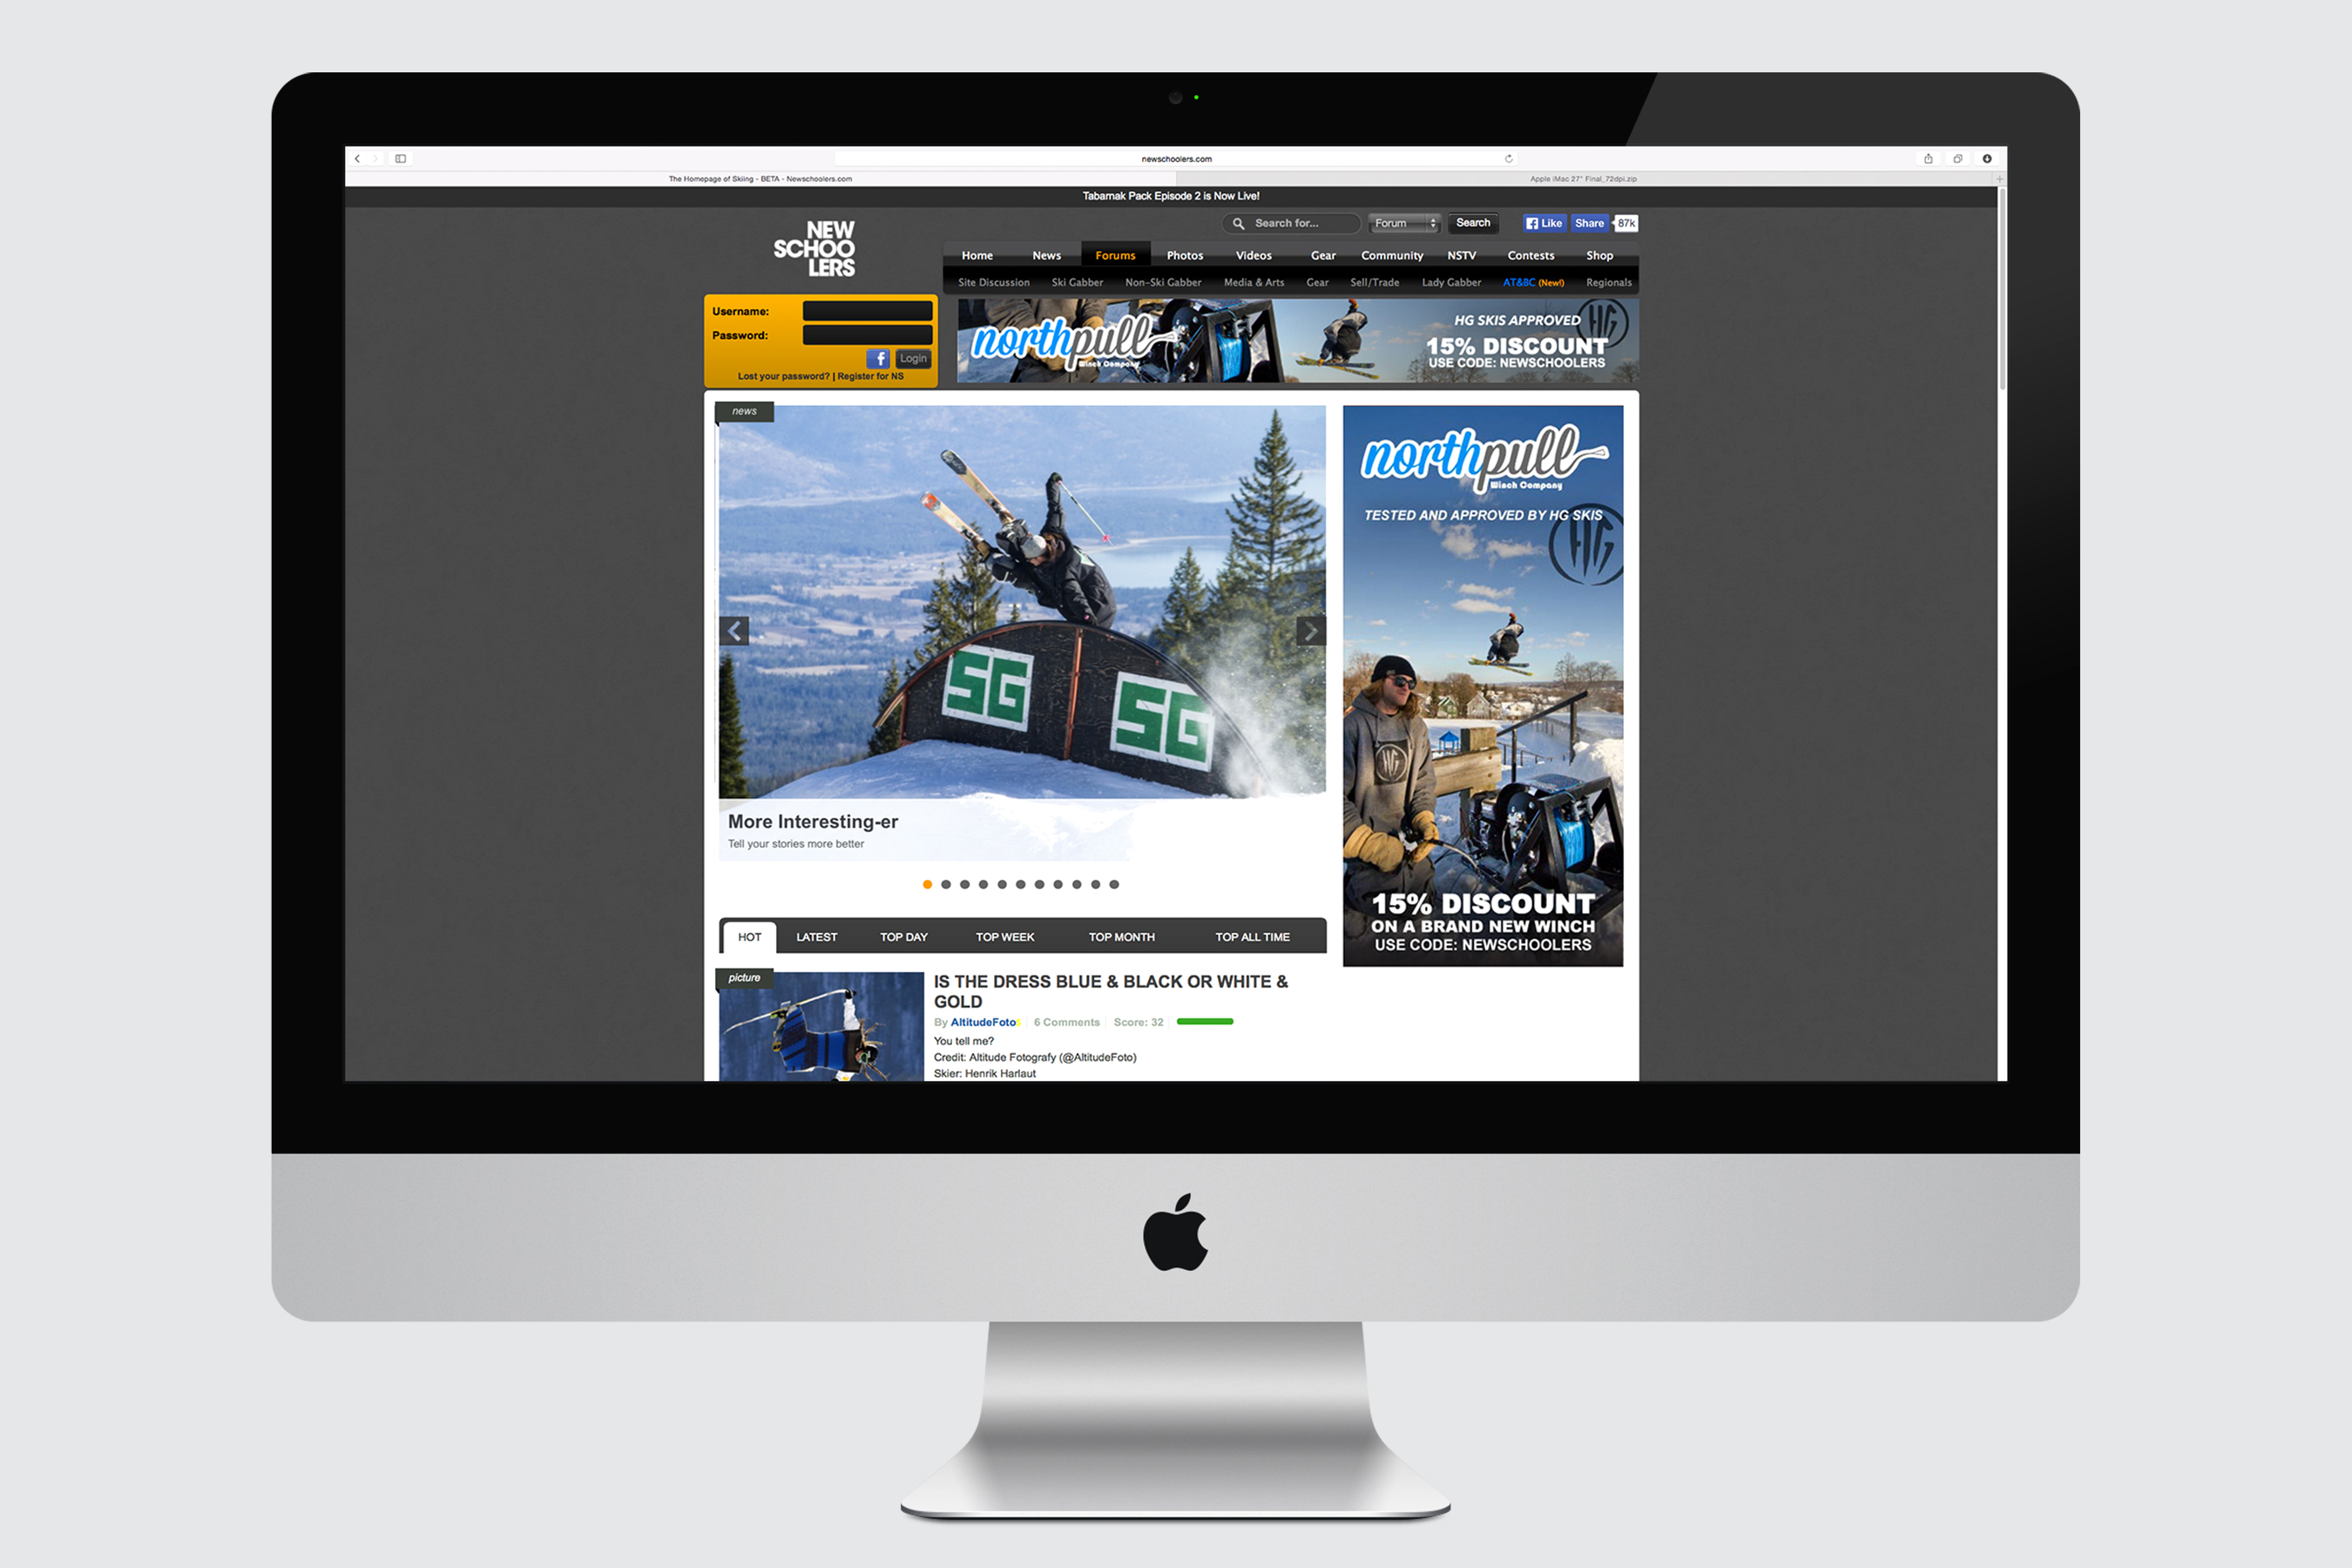 newschoolers.com
The Homepage of Skiing - BETA - Newschoolers.com
Apple iMac 27" Final_72dpi.zip
Tabarnak Pack Episode 2 is Now Live!
NEW
SCHOO
LERS
Search for...
Forum
Search
Like
Share
87k
Home News Forums Photos Videos Gear Community NSTV Contests Shop
Site Discussion Ski Gabber Non-Ski Gabber Media & Arts Gear Sell/Trade Lady Gabber AT&BC (New!) Regionals
Username:
Password:
Login
Lost your password? | Register for NS
northpull
Winch Company
HG SKIS APPROVED
HG
15% DISCOUNT
USE CODE: NEWSCHOOLERS
news
SG SG
More Interesting-er
Tell your stories more better
northpull
Winch Company
TESTED AND APPROVED BY HG SKIS
HG
HG
15% DISCOUNT
ON A BRAND NEW WINCH
USE CODE: NEWSCHOOLERS
HOT LATEST TOP DAY TOP WEEK TOP MONTH TOP ALL TIME
picture
IS THE DRESS BLUE & BLACK OR WHITE &
GOLD
By AltitudeFoto 6 Comments Score: 32
You tell me?
Credit: Altitude Fotografy (@AltitudeFoto)
Skier: Henrik Harlaut